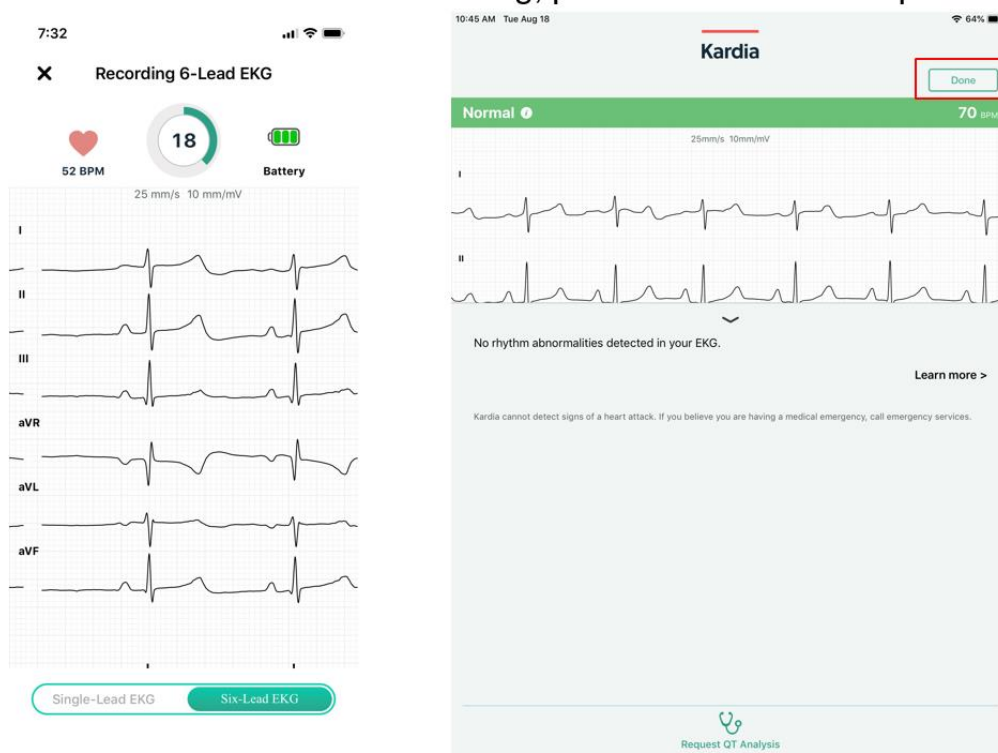 7:32
Recording 6-Lead EKG
18
52 BPM
Battery
25 mm/s 10 mm/mV
I
II
III
aVR
aVL
aVF
Single-Lead EKG
Six-Lead EKG
10:45 AM Tue Aug 18
64%
Kardia
Done
Normal
70 BPM
25mm/s 10mm/mV
I
II
No rhythm abnormalities detected in your EKG.
Learn more >
Kardia cannot detect signs of a heart attack. If you believe you are having a medical emergency, call emergency services.
Request QT Analysis